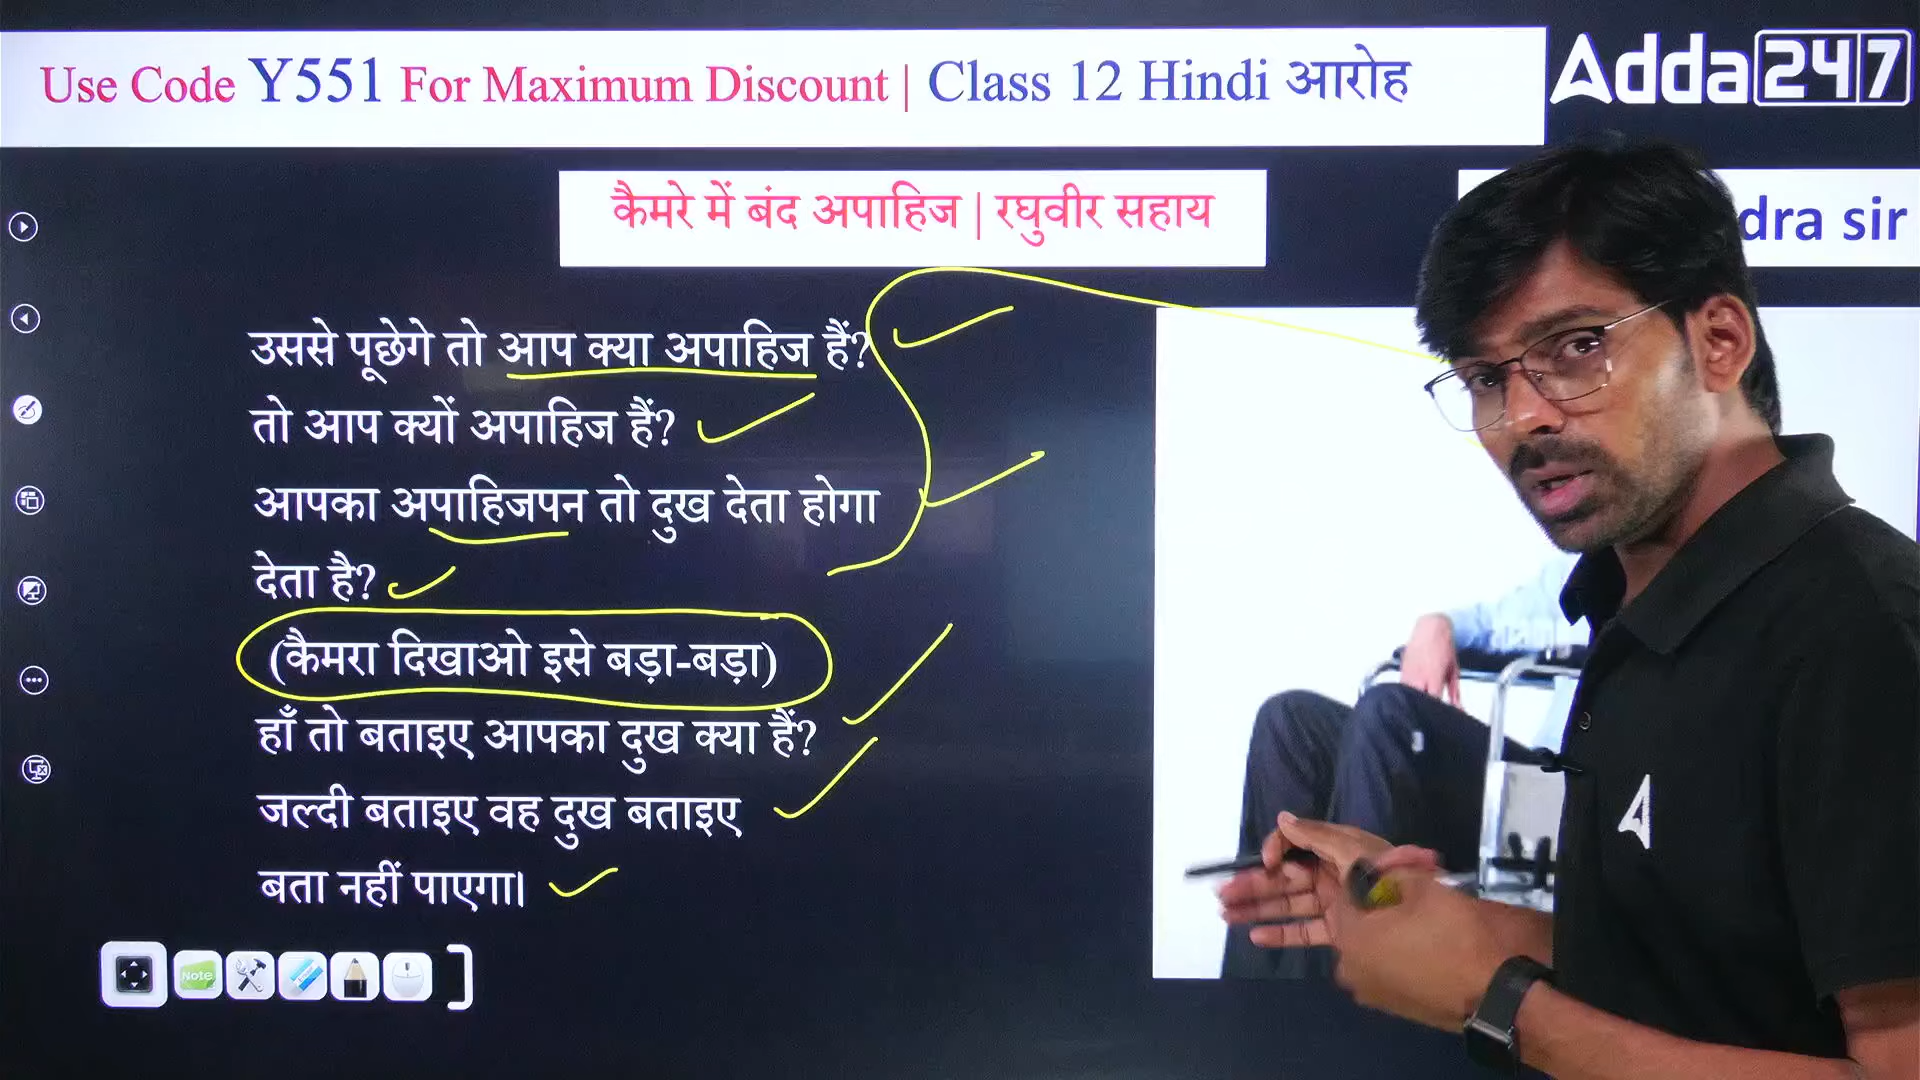 Use Code Y551 For Maximum Discount | Class 12 Hindi आरोह
Adda247
कैमरे में बंद अपाहिज | रघुवीर सहाय
dra sir
उससे पूछेगे तो आप क्या अपाहिज हैं?
तो आप क्यों अपाहिज हैं?
आपका अपाहिजपन तो दुख देता होगा
देता है?
(कैमरा दिखाओ इसे बड़ा-बड़ा)
हाँ तो बताइए आपका दुख क्या हैं?
जल्दी बताइए वह दुख बताइए
बता नहीं पाएगा।
Note